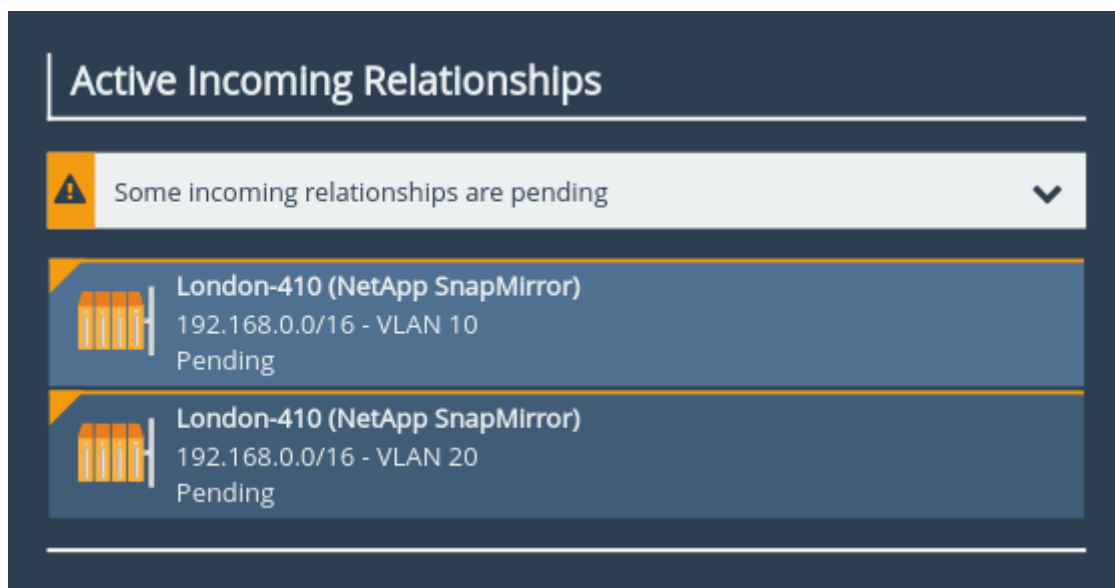 Active Incoming Relationships
Some incoming relationships are pending
London-410 (NetApp SnapMirror)
192.168.0.0/16 - VLAN 10
Pending
London-410 (NetApp SnapMirror)
192.168.0.0/16 - VLAN 20
Pending